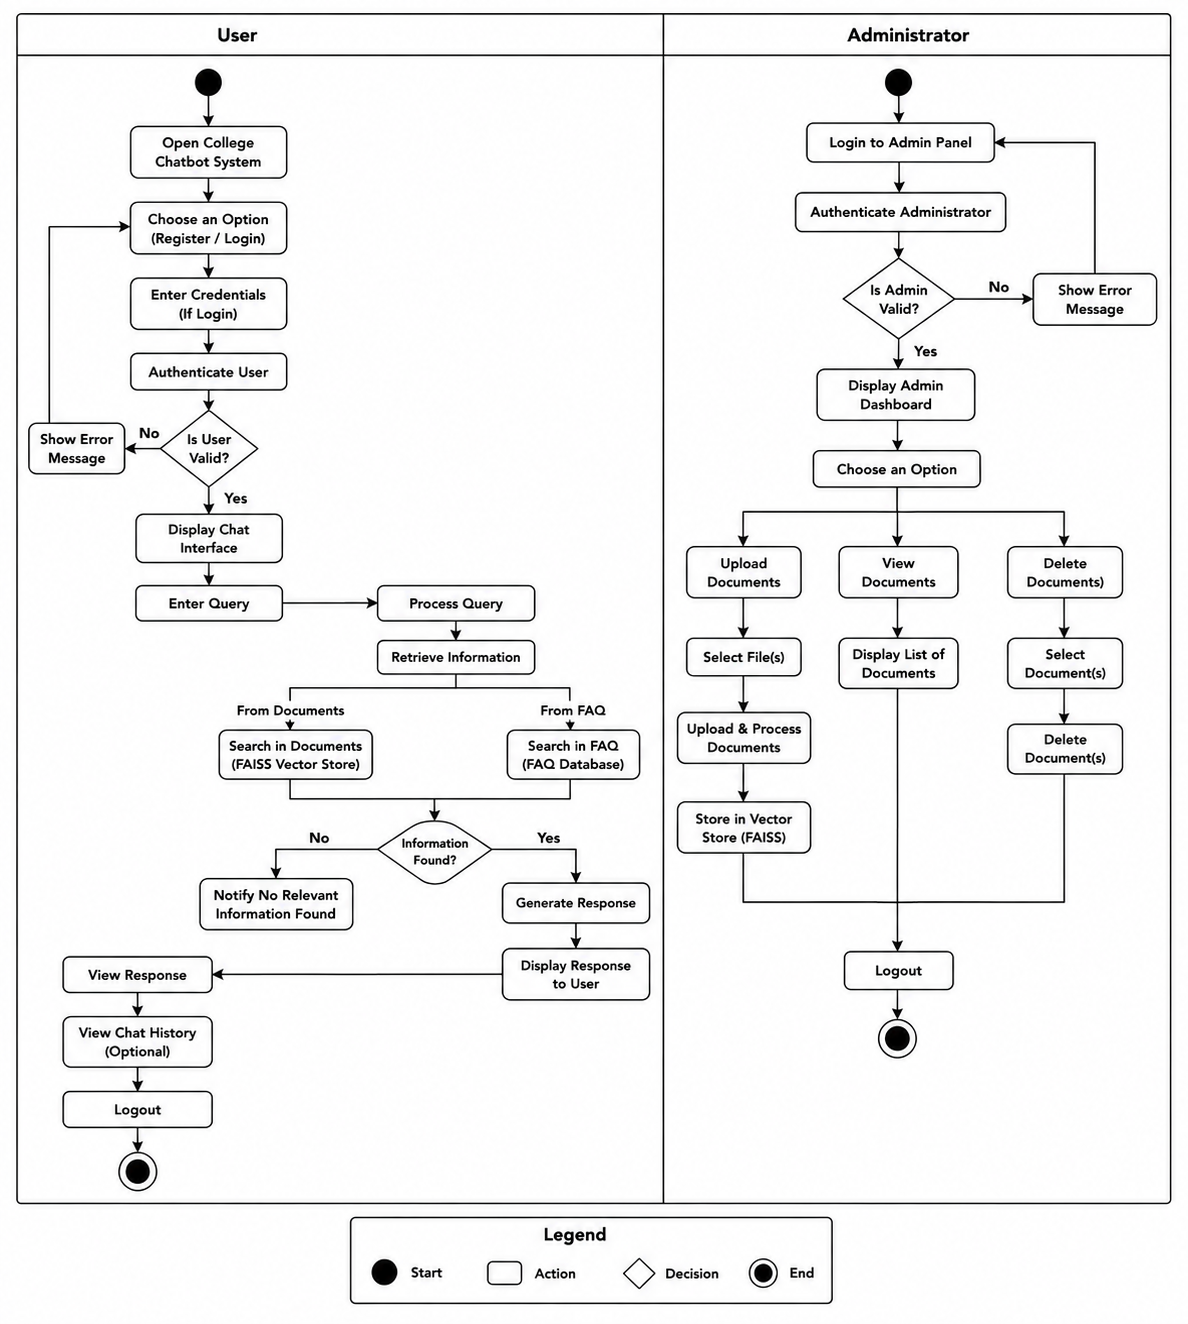 User
Open College
Chatbot System
Choose an Option
(Register / Login)
Enter Credentials
(If Login)
Authenticate User
Is User
Valid?
No
Show Error
Message
Yes
Display Chat
Interface
Enter Query
Process Query
Retrieve Information
From Documents
From FAQ
Search in Documents
(FAISS Vector Store)
Search in FAQ
(FAQ Database)
Information
Found?
No
Yes
Notify No Relevant
Information Found
Generate Response
Display Response
to User
View Response
View Chat History
(Optional)
Logout
Administrator
Login to Admin Panel
Authenticate Administrator
Is Admin
Valid?
No
Show Error
Message
Yes
Display Admin
Dashboard
Choose an Option
Upload
Documents
View
Documents
Delete
Documents)
Select File(s)
Display List of
Documents
Select
Document(s)
Upload & Process
Documents
Delete
Document(s)
Store in Vector
Store (FAISS)
Logout
Legend
Start
Action
Decision
End